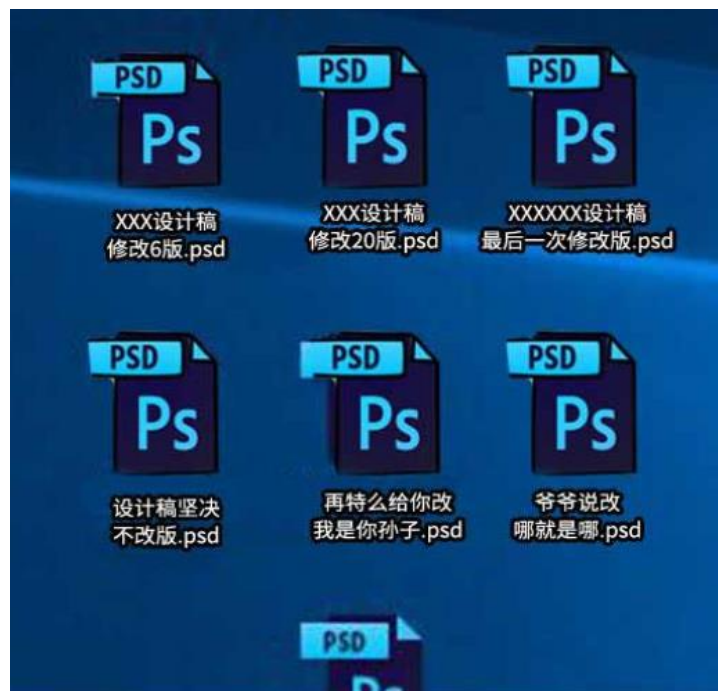 PSD
PSD
PSD
Ps
Ps
Ps
XXX设计稿
修改6版.psd
XXX设计稿
修改20版.psd
XXXXXX设计稿
最后一次修改版.psd
PSD
PSD
PSD
Ps
Ps
Ps
设计稿坚决
不改版.psd
再特么给你改
我是你孙子.psd
爷爷说改
哪就是哪.psd
PSD
Ps